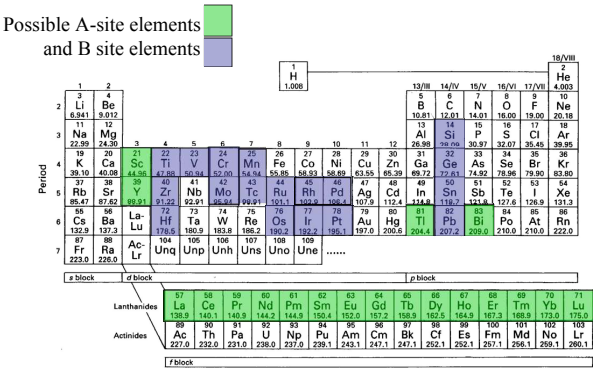 Possible A-site elements
and B site elements
18/VIII
1 2
H He
1.008 4.003
1 2 13/III 14/IV 15/V 16/VI 17/VII
3 4 5 6 7 8 9 10
2 Li Be B C N O F Ne
6.941 9.012 10.81 12.01 14.01 16.00 19.00 20.18
11 12 13 14 15 16 17 18
3 Na Mg Al Si P S Cl Ar
22.99 24.30 3 4 5 6 7 8 9 10 11 12 26.98 28.09 30.97 32.07 35.45 39.95
19 20 21 22 23 24 25 26 27 28 29 30 31 32 33 34 35 36
4 K Ca Sc Ti V Cr Mn Fe Co Ni Cu Zn Ga Ge As Se Br Kr
39.10 40.08 44.96 47.88 50.94 52.00 54.94 55.85 58.93 58.69 63.55 65.39 69.72 72.61 74.92 78.96 79.90 83.80
Period
37 38 39 40 41 42 43 44 45 46 47 48 49 50 51 52 53 54
5 Rb Sr Y Zr Nb Mo Tc Ru Rh Pd Ag Cd In Sn Sb Te I Xe
85.47 87.62 88.91 91.22 92.91 95.94 98.91 101.1 102.9 106.4 107.9 112.4 114.8 118.7 121.8 127.6 126.9 131.3
55 56 72 73 74 75 76 77 78 79 80 81 82 83 84 85 86
6 Cs Ba La-Lu Hf Ta W Re Os Ir Pt Au Hg Tl Pb Bi Po At Rn
132.9 137.3 178.5 180.9 183.8 186.2 190.2 192.2 195.1 197.0 200.6 204.4 207.2 209.0 210.0 210.0 222.0
87 88 104 105 106 107 108 109
7 Fr Ra Ac-Lr Unq Unp Unh Uns Uno Une ......
223.0 226.0
s block d block p block
57 58 59 60 61 62 63 64 65 66 67 68 69 70 71
Lanthanides La Ce Pr Nd Pm Sm Eu Gd Tb Dy Ho Er Tm Yb Lu
138.9 140.1 140.9 144.2 144.9 150.4 152.0 157.2 158.9 162.5 164.9 167.3 168.9 173.0 175.0
89 90 91 92 93 94 95 96 97 98 99 100 101 102 103
Actinides Ac Th Pa U Np Pu Am Cm Bk Cf Es Fm Md No Lr
227.0 232.0 231.0 238.0 237.0 239.1 243.1 247.1 247.1 252.1 252.1 257.1 256.1 259.1 260.1
f block